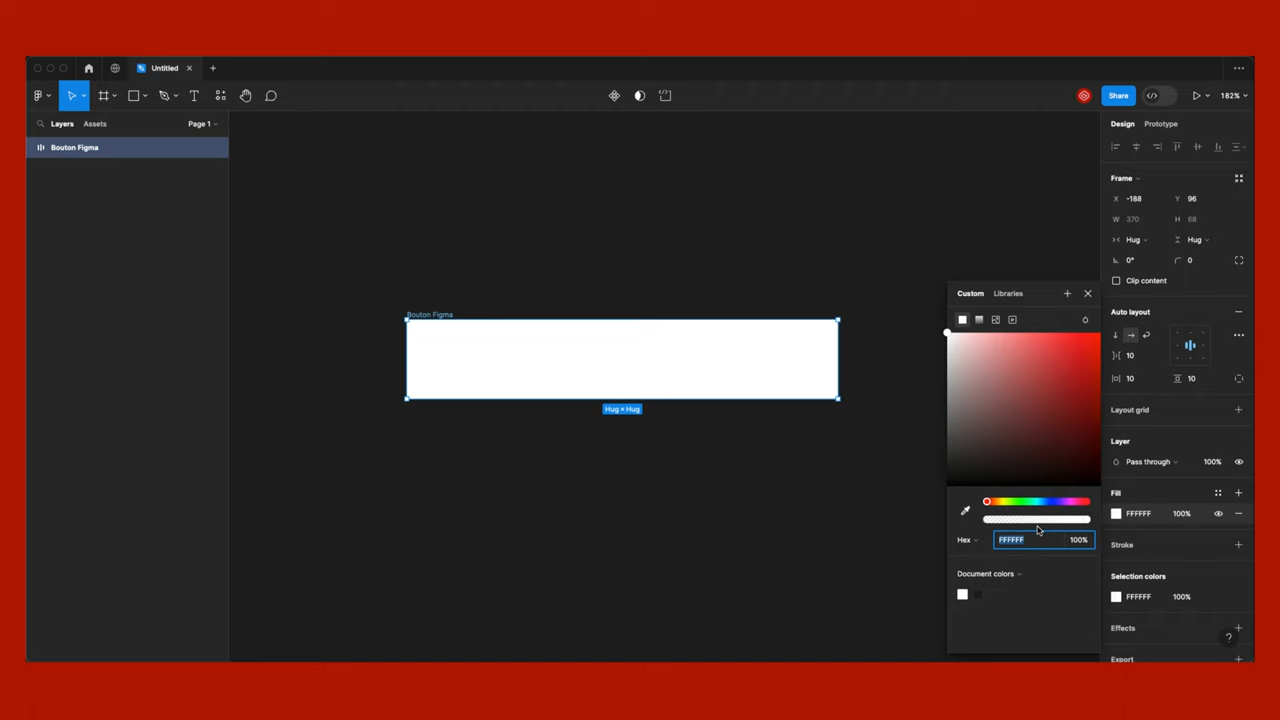 Untitled
Share
182%
Layers Assets Page 1
Design Prototype
Bouton Figma
Frame
X -188 Y 96
W 370 H 68
Hug Hug
0° 0
Clip content
Bouton Figma
Hug × Hug
Custom Libraries
Hex FFFFFF 100%
Document colors
Auto layout
10
10 10
Layout grid
Layer
Pass through 100%
Fill
FFFFFF 100%
Stroke
Selection colors
FFFFFF 100%
Effects
?
Export